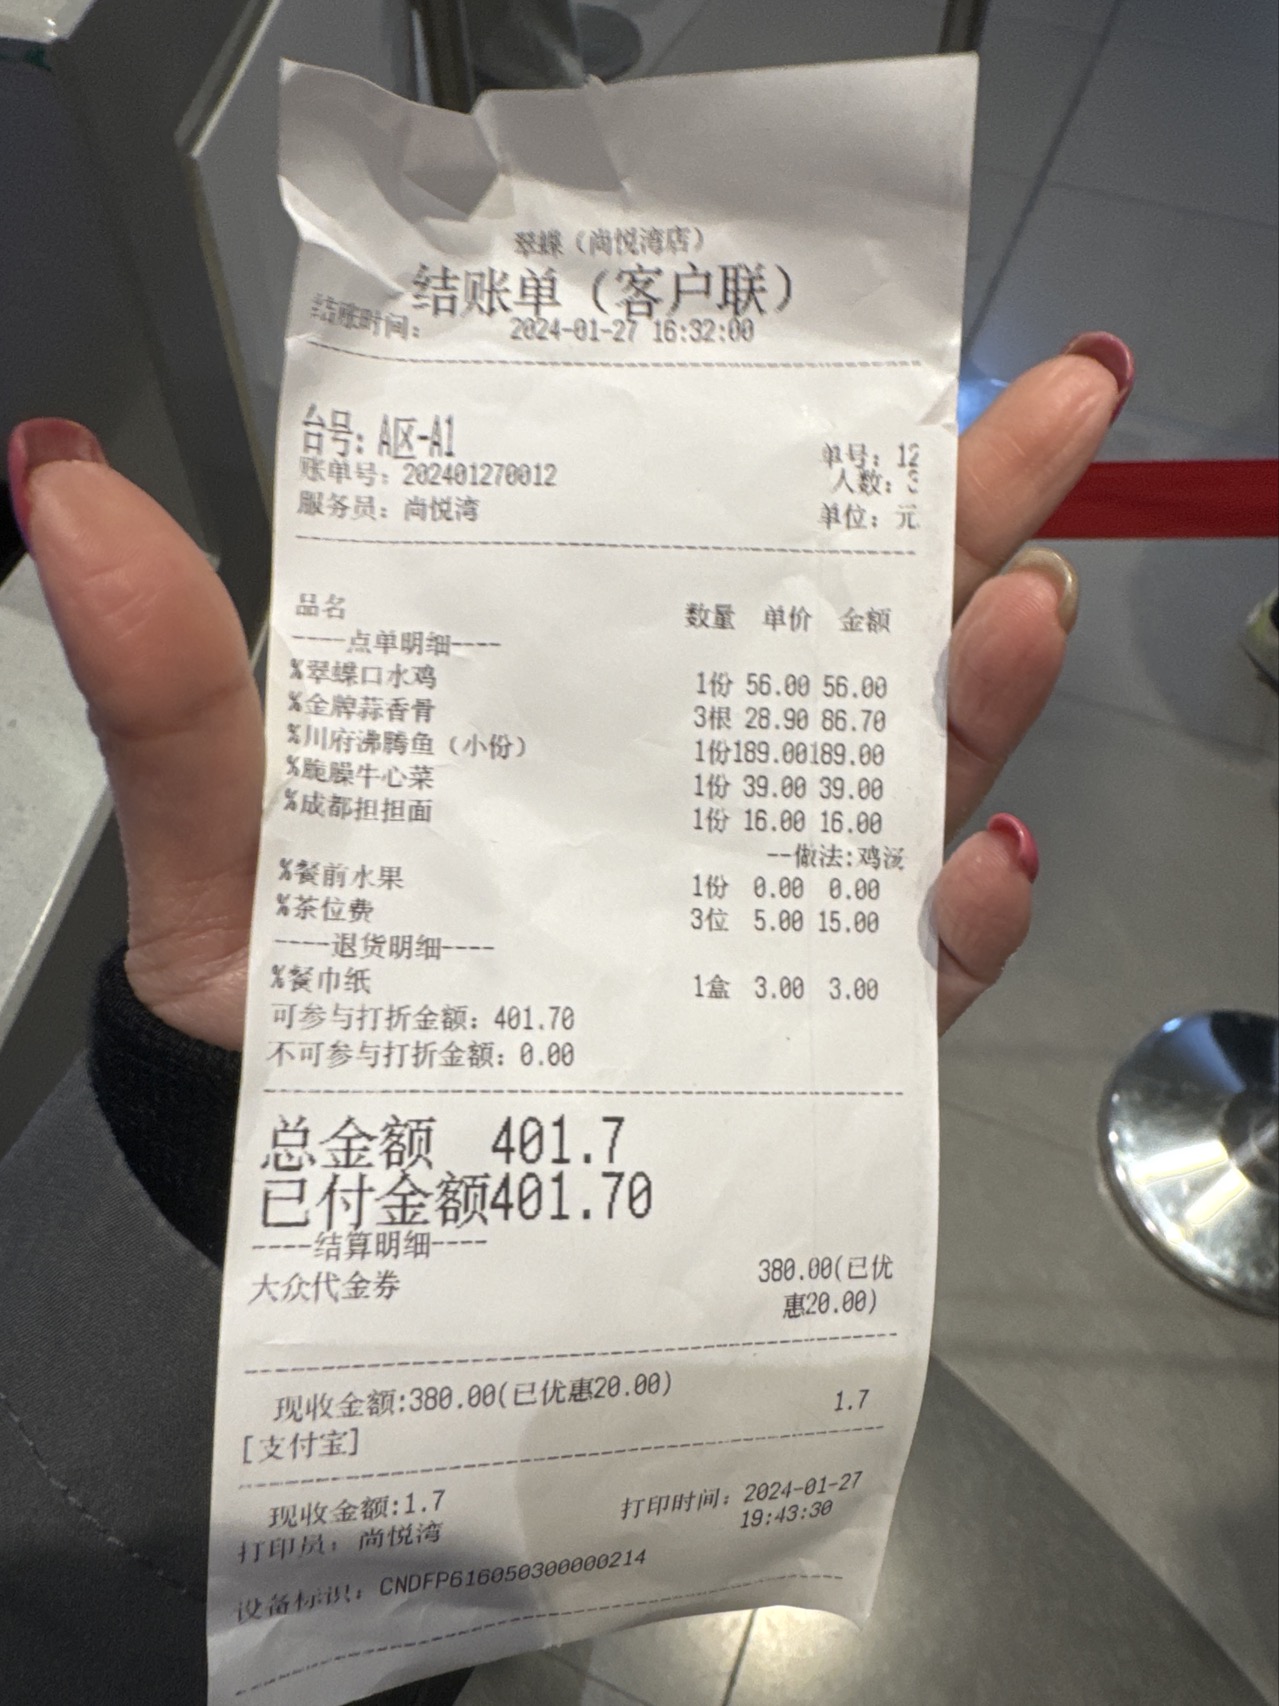 翠蝶（尚悦湾店）
结账单（客户联）
结账时间： 2024-01-27 16:32:00
台号：A区-A1
单号：12
账单号：202401270012
人数：
服务员：尚悦湾
单位：元
品名 数量 单价 金额
----点单明细----
%翠蝶口水鸡 1份 56.00 56.00
%金牌蒜香骨 3根 28.90 86.70
%川府沸腾鱼（小份） 1份189.00189.00
%脆臊牛心菜 1份 39.00 39.00
%成都担担面 1份 16.00 16.00
--做法:鸡汤
%餐前水果 1份 0.00 0.00
%茶位费 3位 5.00 15.00
----退货明细----
%餐巾纸 1盒 3.00 3.00
可参与打折金额：401.70
不可参与打折金额：0.00
总金额 401.7
已付金额401.70
----结算明细----
大众代金券 380.00(已优
惠20.00)
现收金额:380.00(已优惠20.00)
[支付宝] 1.7
现收金额:1.7
打印员：尚悦湾 打印时间：2024-01-27
19:43:30
设备标识：CNDFP616050300000214